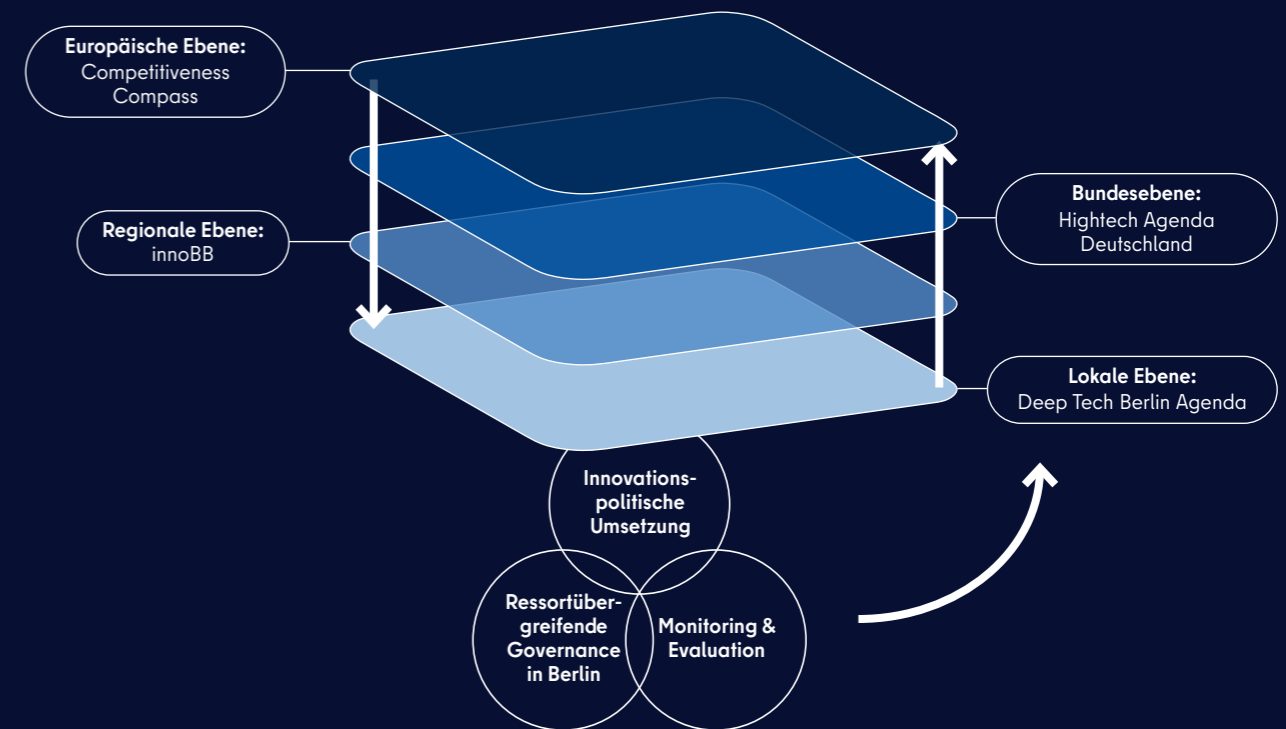 Europäische Ebene:
Competitiveness
Compass
Bundesebene:
Hightech Agenda
Deutschland
Regionale Ebene:
innoBB
Lokale Ebene:
Deep Tech Berlin Agenda
Innovations-
politische
Umsetzung
Ressortüber-
greifende
Governance
in Berlin
Monitoring &
Evaluation